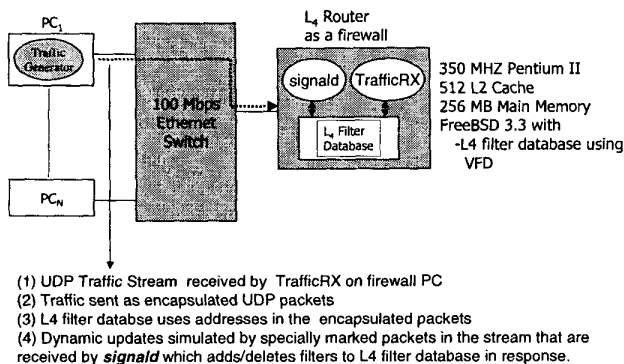 PC1
Traffic
Generator
PCN
100 Mbps
Ethernet
Switch
L4 Router
as a firewall
signald
TrafficRX
L4 Filter
Database
350 MHZ Pentium II
512 L2 Cache
256 MB Main Memory
FreeBSD 3.3 with
-L4 filter database using
VFD
(1) UDP Traffic Stream received by TrafficRX on firewall PC
(2) Traffic sent as encapsulated UDP packets
(3) L4 filter databse uses addresses in the encapsulated packets
(4) Dynamic updates simulated by specially marked packets in the stream that are
received by signald which adds/deletes filters to L4 filter database in response.